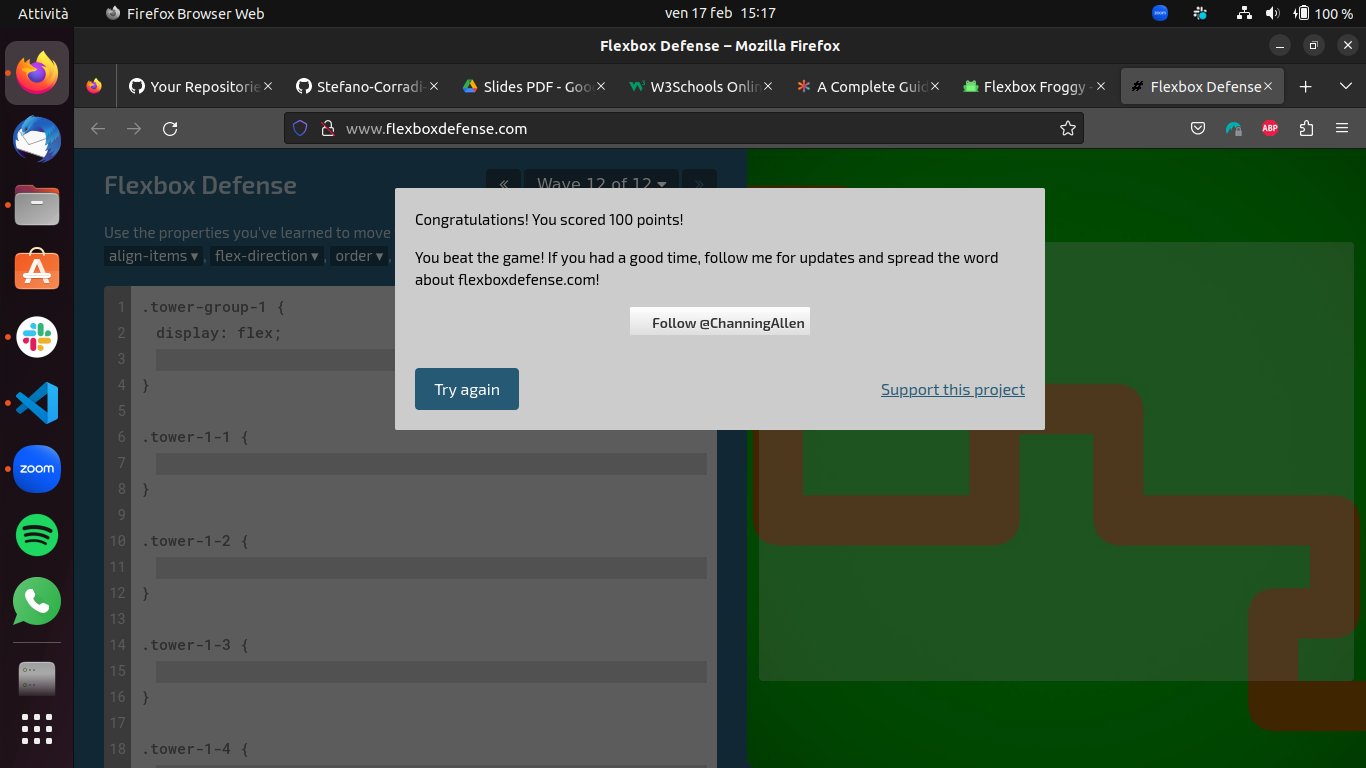 Attività
Firefox Browser Web
ven 17 feb 15:17
zoom
100 %
Flexbox Defense – Mozilla Firefox
Your Repositorie
Stefano-Corradi-
Slides PDF - Goo
W3Schools Onlin
A Complete Guid
Flexbox Froggy -
Flexbox Defense
www.flexboxdefense.com
ABP
Flexbox Defense
« Wave 12 of 12 ▾ »
Use the properties you've learned to move
align-items ▾ , flex-direction ▾ , order ▾ ,
Congratulations! You scored 100 points!
You beat the game! If you had a good time, follow me for updates and spread the word
about flexboxdefense.com!
Follow @ChanningAllen
Try again
Support this project
1 .tower-group-1 {
2 display: flex;
3
4 }
5
6 .tower-1-1 {
7
8 }
9
10 .tower-1-2 {
11
12 }
13
14 .tower-1-3 {
15
16 }
17
18 .tower-1-4 {
zoom